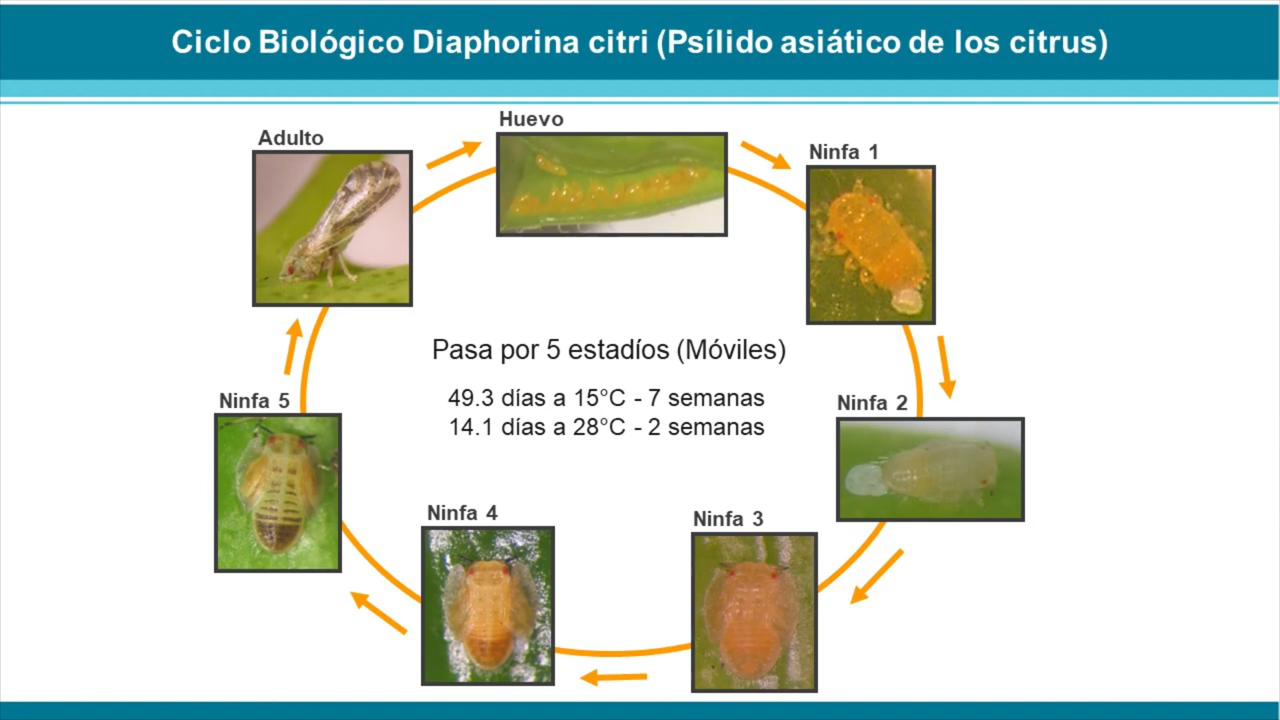 Ciclo Biológico Diaphorina citri (Psílido asiático de los citrus)
Huevo
Adulto
Ninfa 1
Pasa por 5 estadíos (Móviles)
49.3 días a 15°C - 7 semanas
14.1 días a 28°C - 2 semanas
Ninfa 5
Ninfa 2
Ninfa 4
Ninfa 3